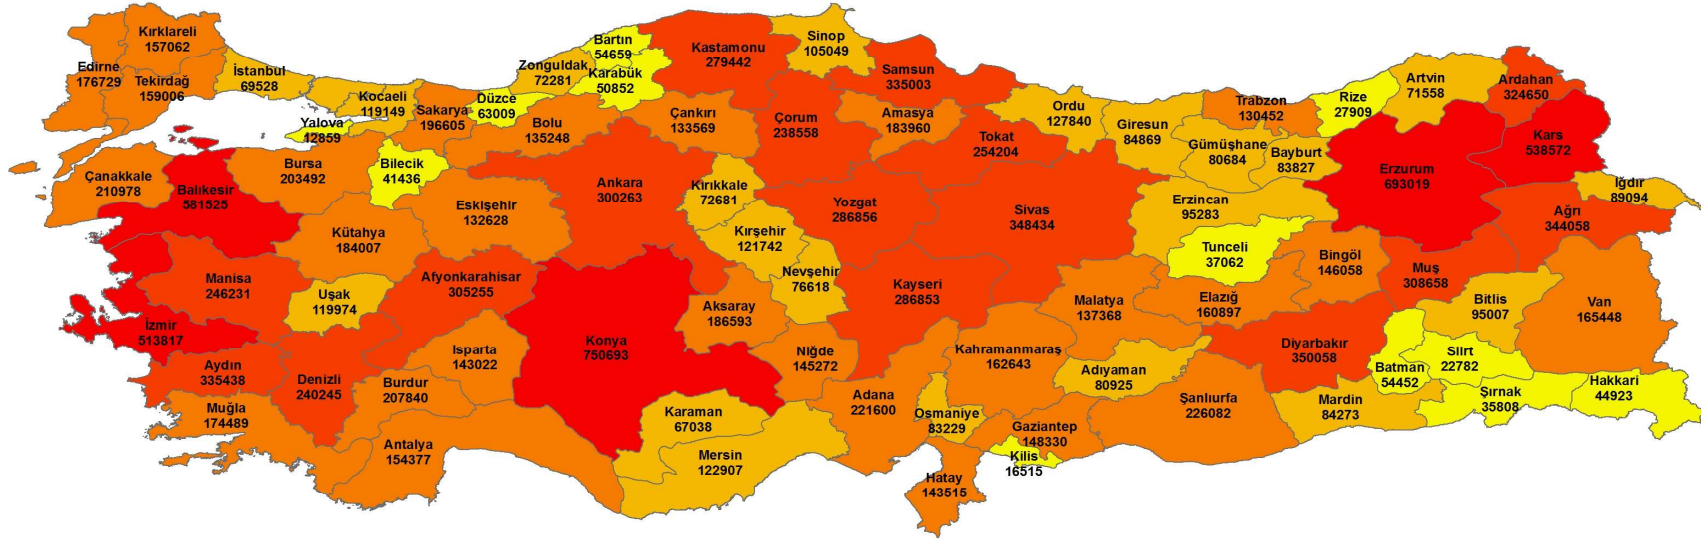 Kırklareli
157062
Edirne
176729
Tekirdağ
159006
İstanbul
69528
Kocaeli
119149
Yalova
12859
Sakarya
196605
Düzce
63009
Zonguldak
72281
Bartın
54659
Karabük
50852
Bolu
135248
Kastamonu
279442
Çankırı
133569
Sinop
105049
Samsun
335003
Çorum
238558
Amasya
183960
Tokat
254204
Ordu
127840
Giresun
84869
Gümüşhane
80684
Trabzon
130452
Bayburt
83827
Rize
27909
Artvin
71558
Ardahan
324650
Kars
538572
Erzurum
693019
Iğdır
89094
Ağrı
344058
Çanakkale
210978
Balıkesir
581525
Bursa
203492
Bilecik
41436
Eskişehir
132628
Kütahya
184007
Ankara
300263
Kırıkkale
72681
Kırşehir
121742
Yozgat
286856
Sivas
348434
Erzincan
95283
Tunceli
37062
Bingöl
146058
Muş
308658
Bitlis
95007
Van
165448
Manisa
246231
Uşak
119974
Afyonkarahisar
305255
Konya
750693
Aksaray
186593
Nevşehir
76618
Kayseri
286853
Malatya
137368
Elazığ
160897
Diyarbakır
350058
Batman
54452
Siirt
22782
Şırnak
35808
Hakkari
44923
İzmir
513817
Aydın
335438
Denizli
240245
Isparta
143022
Burdur
207840
Muğla
174489
Antalya
154377
Karaman
67038
Mersin
122907
Niğde
145272
Adana
221600
Kahramanmaraş
162643
Osmaniye
83229
Adıyaman
80925
Gaziantep
148330
Kilis
16515
Hatay
143515
Şanlıurfa
226082
Mardin
84273